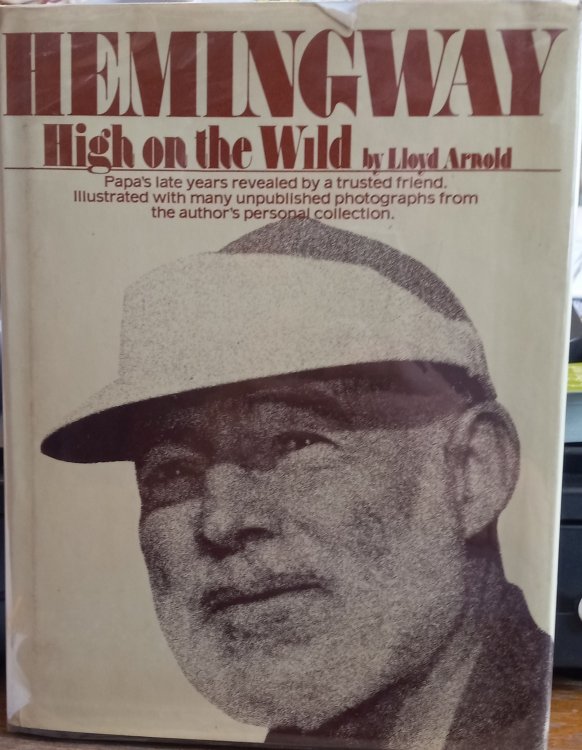 HEMINGWAY
High on the Wild by Lloyd Arnold
Papa's late years revealed by a trusted friend.
Illustrated with many unpublished photographs from
the author's personal collection.